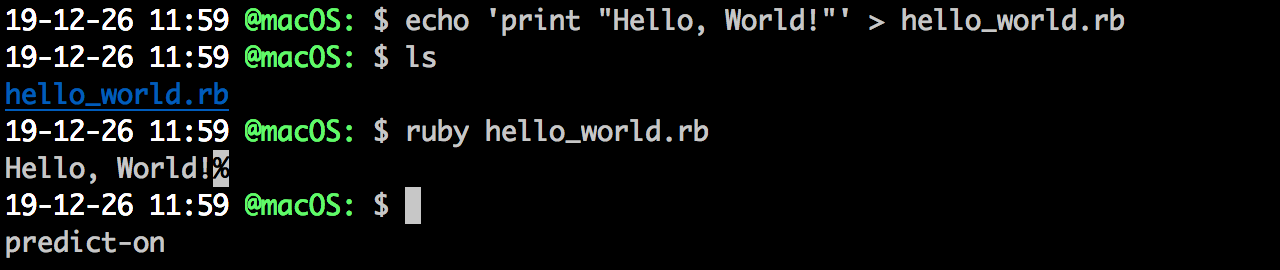 19-12-26 11:59 @macOS: $ echo 'print "Hello, World!"' > hello_world.rb
19-12-26 11:59 @macOS: $ ls
hello_world.rb
19-12-26 11:59 @macOS: $ ruby hello_world.rb
Hello, World!%
19-12-26 11:59 @macOS: $
predict-on